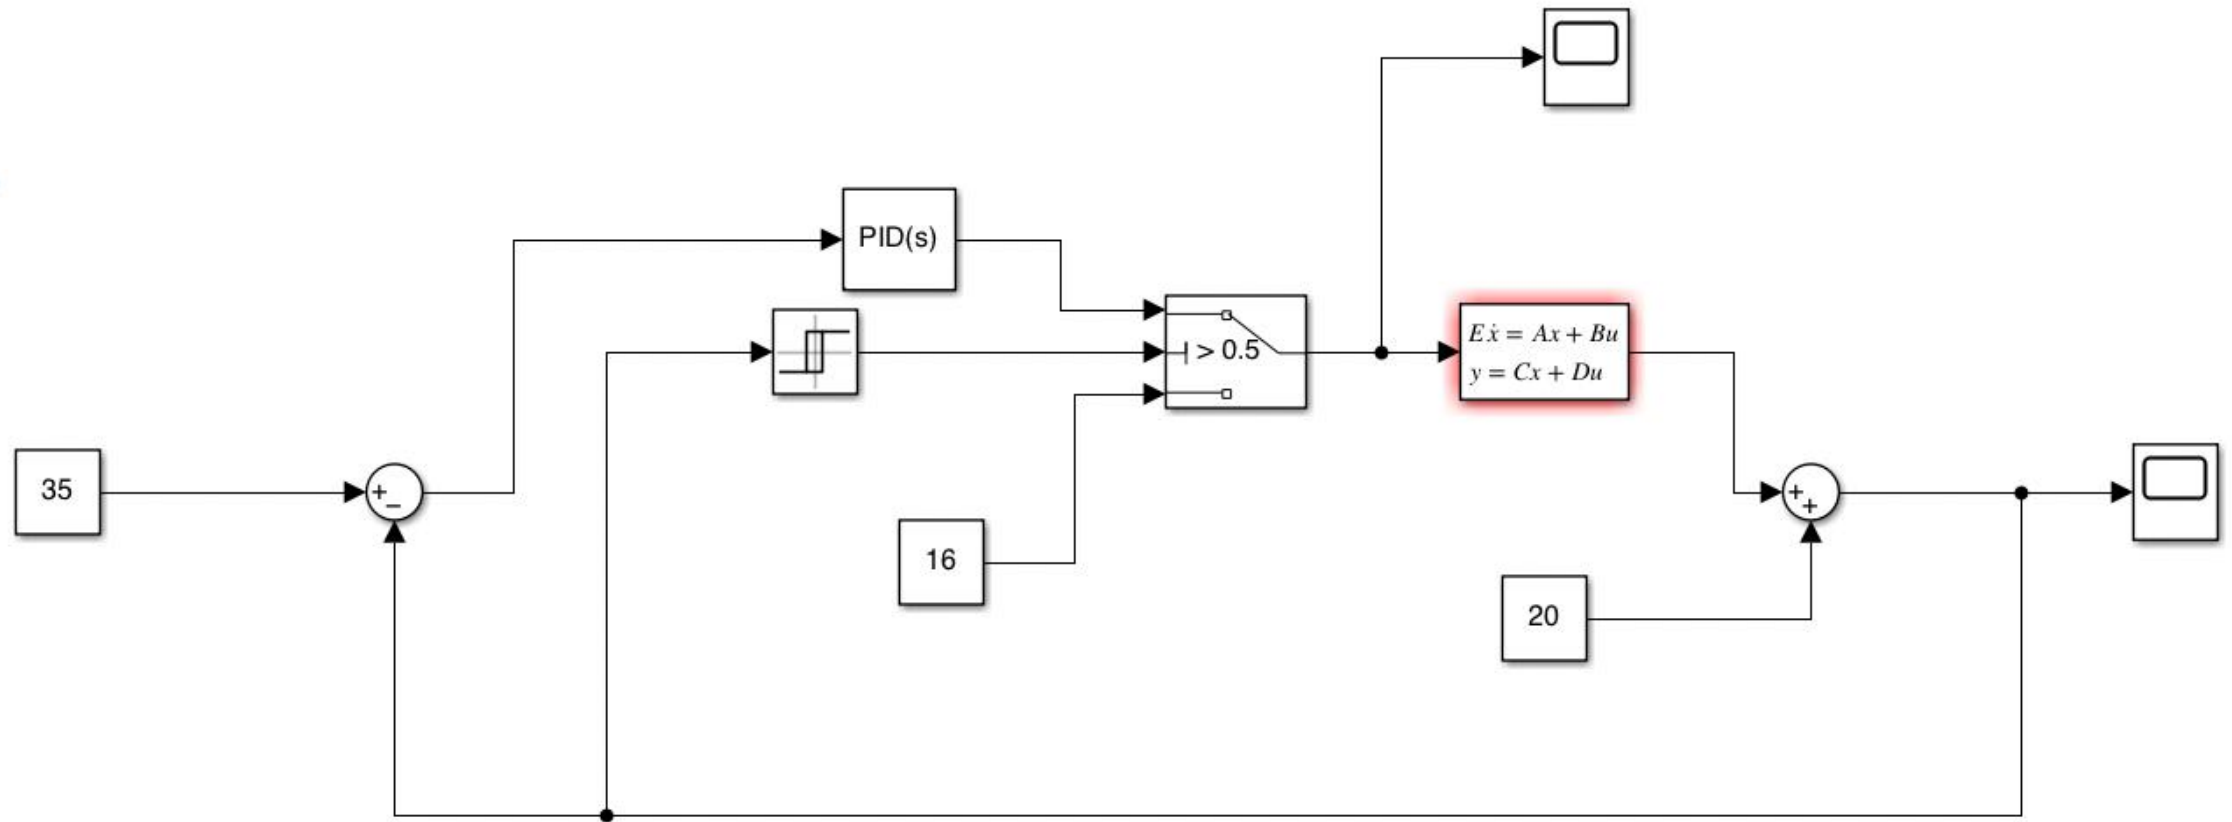 PID(s)
> 0.5
Eẋ = Ax + Bu
y = Cx + Du
35
+
−
16
+
+
20